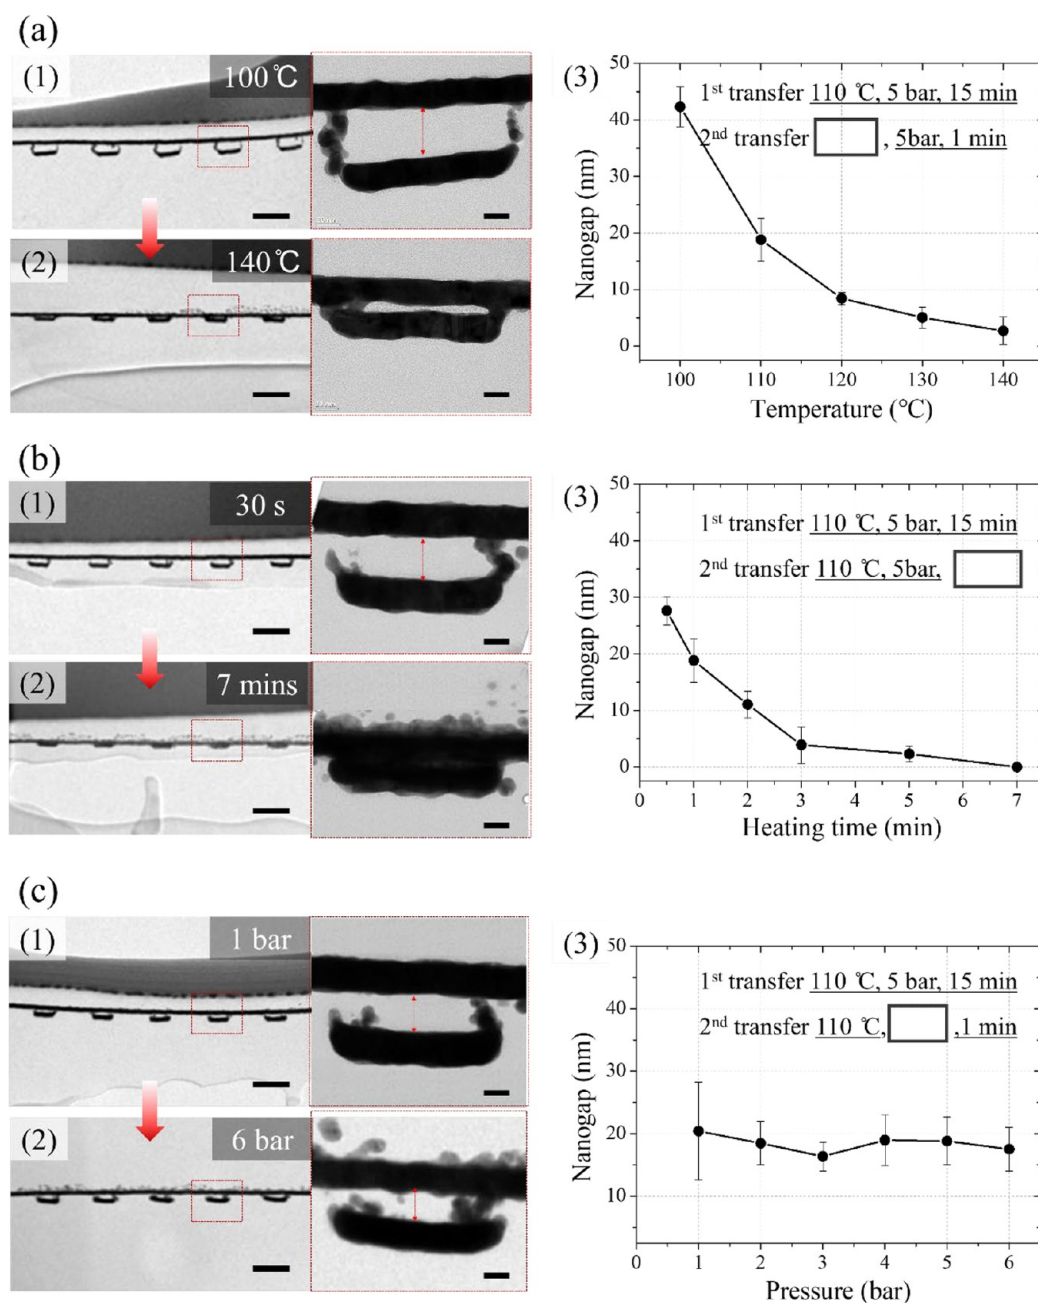 (a)
(1)
100℃
(2)
140℃
(3)
1st transfer 110 ℃, 5 bar, 15 min
2nd transfer , 5bar, 1 min
50
40
30
20
10
0
Nanogap (nm)
100 110 120 130 140
Temperature (℃)
(b)
(1)
30 s
(2)
7 mins
(3)
1st transfer 110 ℃, 5 bar, 15 min
2nd transfer 110 ℃, 5bar,
50
40
30
20
10
0
Nanogap (nm)
0 1 2 3 4 5 6 7
Heating time (min)
(c)
(1)
1 bar
(2)
6 bar
(3)
1st transfer 110 ℃, 5 bar, 15 min
2nd transfer 110 ℃, , 1 min
50
40
30
20
10
Nanogap (nm)
0 1 2 3 4 5 6
Pressure (bar)